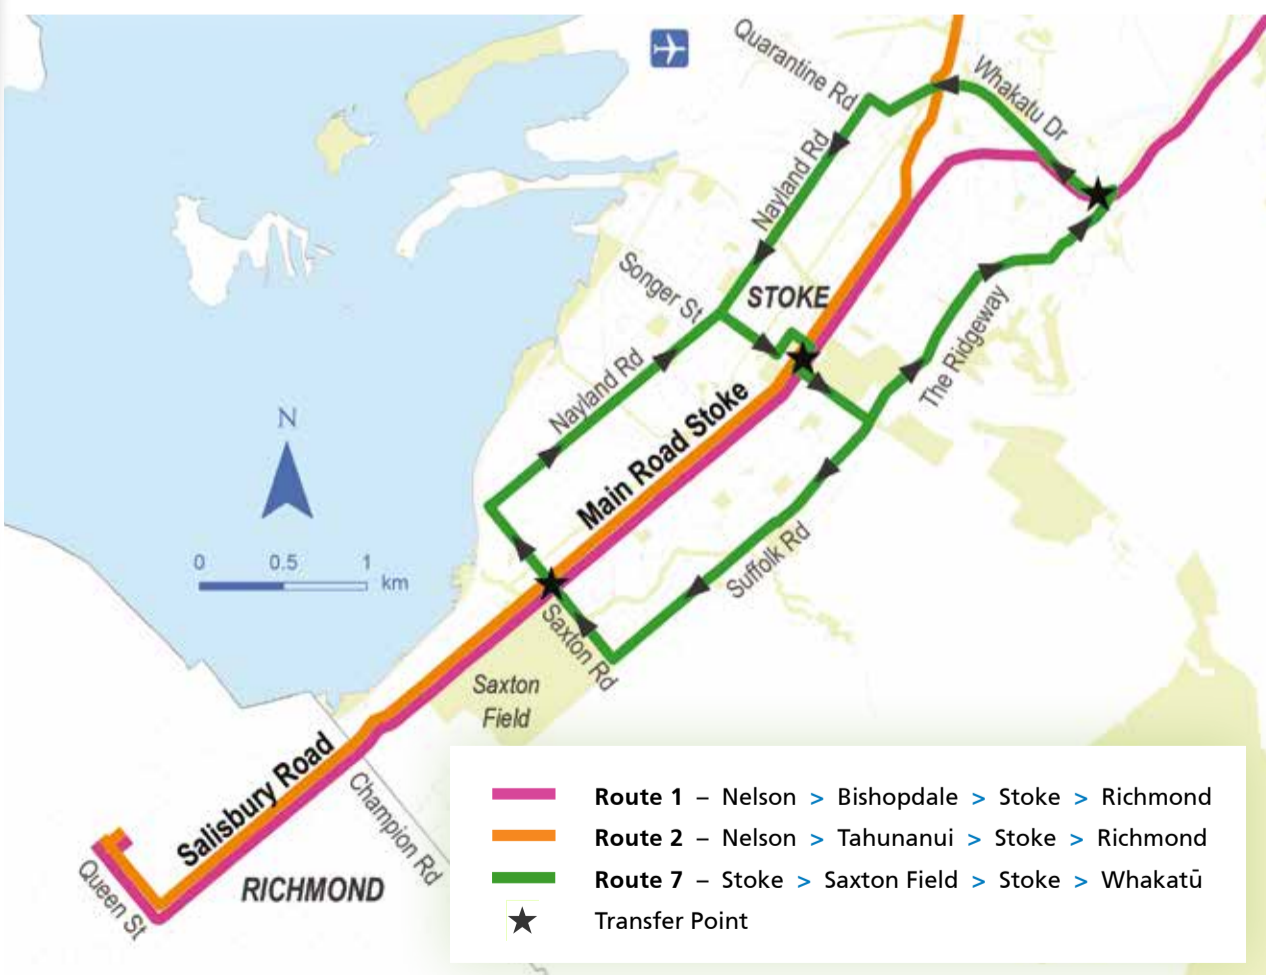 Quarantine Rd
Whakatu Dr
Nayland Rd
Songer St
STOKE
Nayland Rd
The Ridgeway
Main Road Stoke
N
0 0.5 1
km
Suffolk Rd
Saxton Rd
Saxton
Field
Salisbury Road
Champion Rd
Queen St
RICHMOND
Route 1 – Nelson > Bishopdale > Stoke > Richmond
Route 2 – Nelson > Tahunanui > Stoke > Richmond
Route 7 – Stoke > Saxton Field > Stoke > Whakatū
Transfer Point